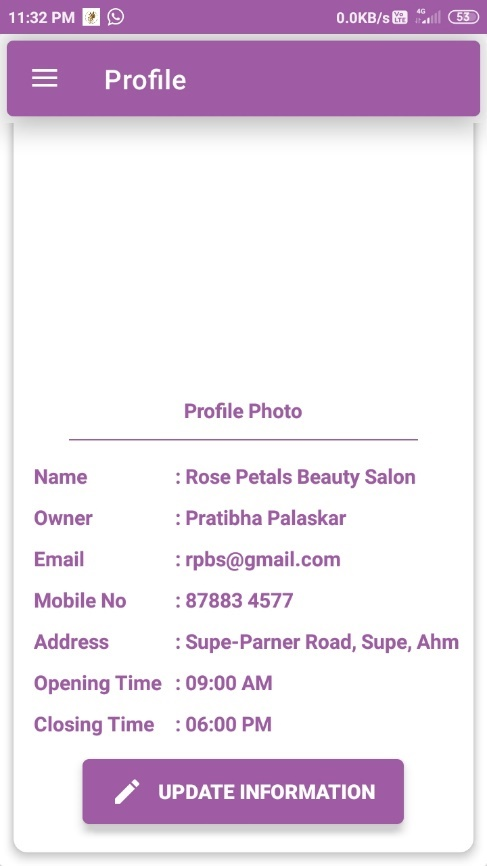 11:32 PM 0.0KB/s Vo LTE 4G 53
Profile
Profile Photo
Name : Rose Petals Beauty Salon
Owner : Pratibha Palaskar
Email : rpbs@gmail.com
Mobile No : 87883 4577
Address : Supe-Parner Road, Supe, Ahm
Opening Time : 09:00 AM
Closing Time : 06:00 PM
UPDATE INFORMATION